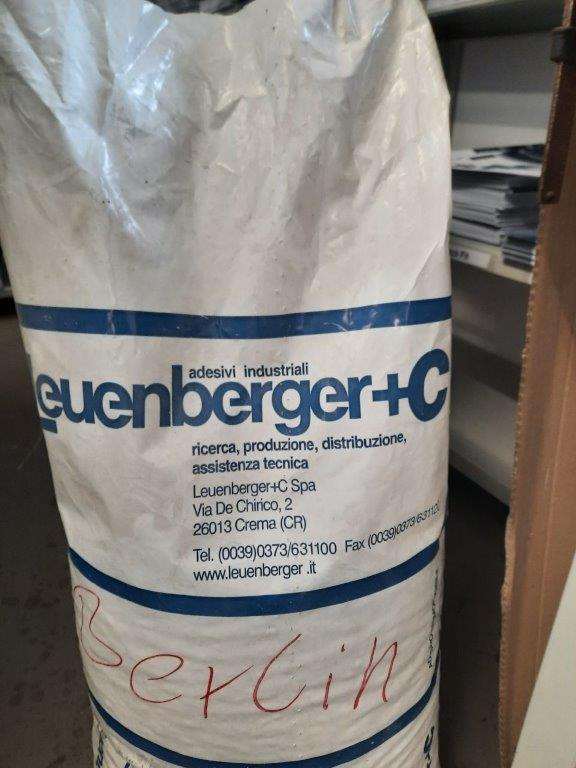 adesivi industriali
Leuenberger+C
ricerca, produzione, distribuzione,
assistenza tecnica
Leuenberger+C Spa
Via De Chirico, 2
26013 Crema (CR)
Tel. (0039)0373/631100 Fax (0039)0373/63112
www.leuenberger .it
Berlin